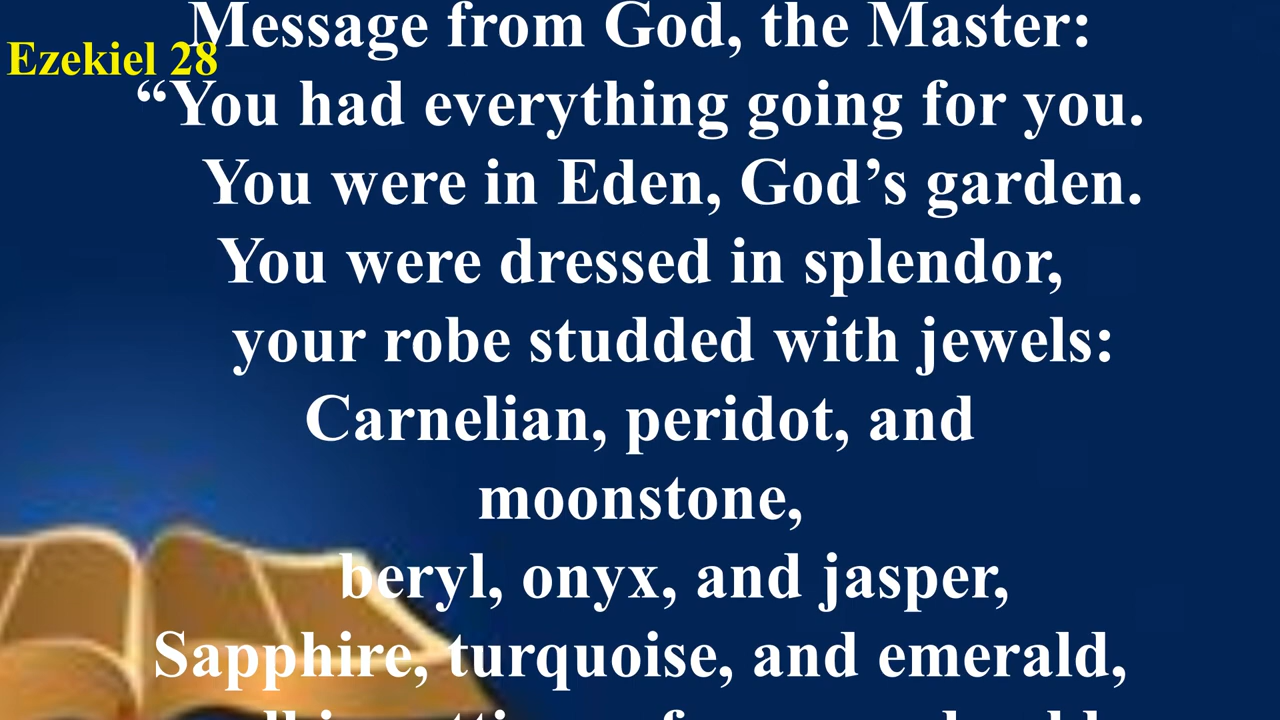 Message from God, the Master:
Ezekiel 28
“You had everything going for you.
You were in Eden, God’s garden.
You were dressed in splendor,
your robe studded with jewels:
Carnelian, peridot, and
moonstone,
beryl, onyx, and jasper,
Sapphire, turquoise, and emerald,